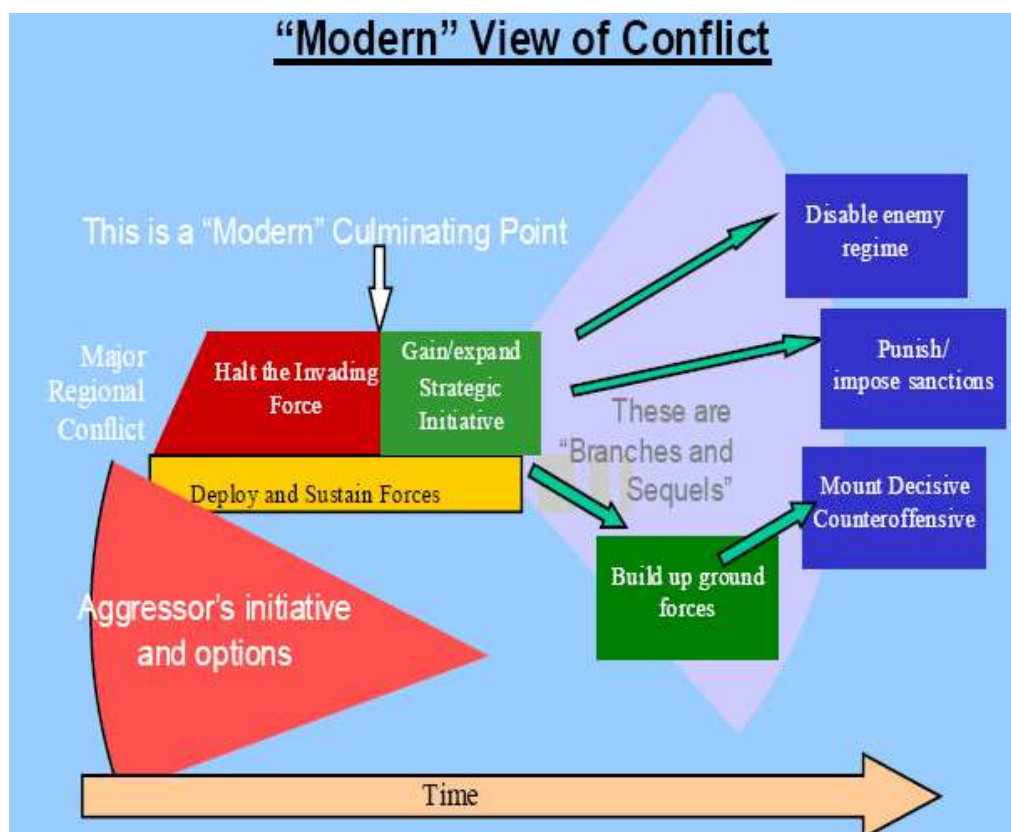 “Modern” View of Conflict
This is a “Modern” Culminating Point
Major
Regional
Conflict
Halt the Invading
Force
Gain/expand
Strategic
Initiative
Deploy and Sustain Forces
Aggressor’s initiative
and options
These are
“Branches and
Sequels”
Disable enemy
regime
Punish/
impose sanctions
Mount Decisive
Counteroffensive
Build up ground
forces
Time